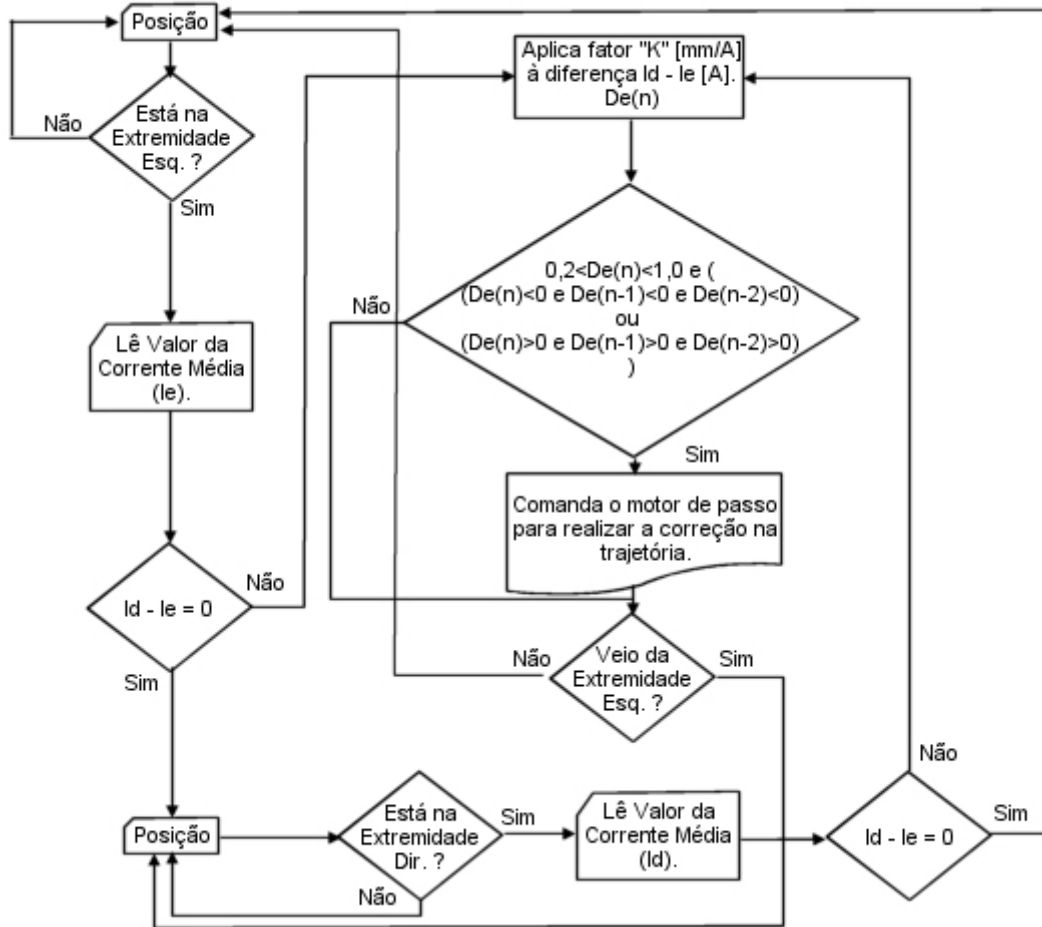 Posição
Está na
Extremidade
Esq. ?
Não
Sim
Lê Valor da
Corrente Média
(Ie).
Id - Ie = 0
Não
Sim
Aplica fator "K" [mm/A]
à diferença Id - Ie [A].
De(n)
0,2<De(n)<1,0 e (
(De(n)<0 e De(n-1)<0 e De(n-2)<0)
ou
(De(n)>0 e De(n-1)>0 e De(n-2)>0)
)
Não
Sim
Comanda o motor de passo
para realizar a correção na
trajetória.
Veio da
Extremidade
Esq. ?
Não
Sim
Posição
Está na
Extremidade
Dir. ?
Não
Sim
Lê Valor da
Corrente Média
(Id).
Id - Ie = 0
Não
Sim